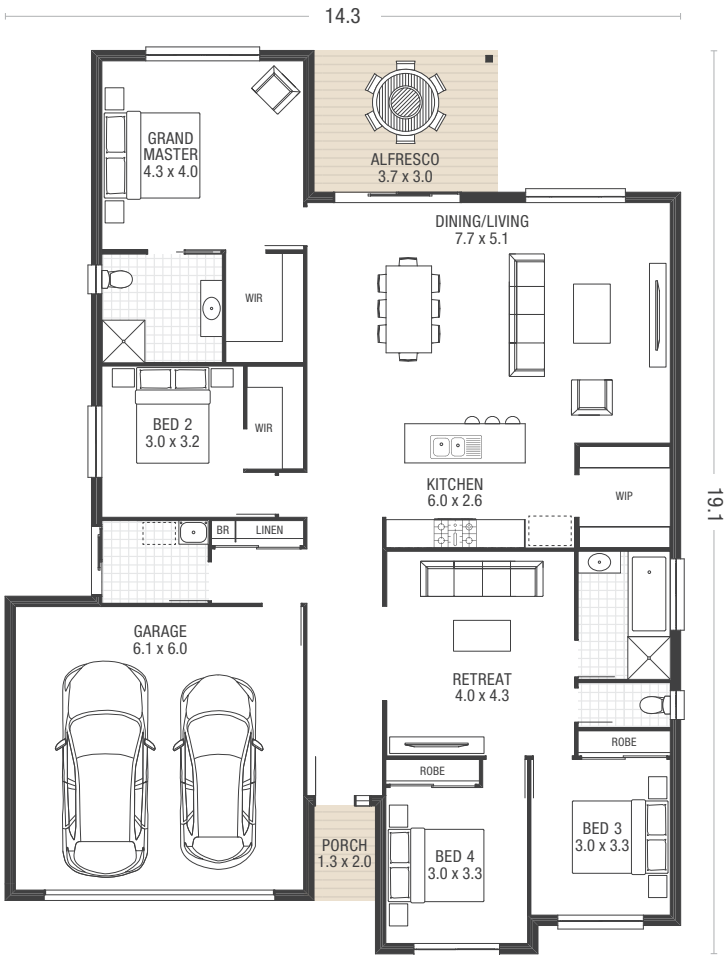 14.3
GRAND
MASTER
4.3 x 4.0
ALFRESCO
3.7 x 3.0
DINING/LIVING
7.7 x 5.1
WIR
BED 2
3.0 x 3.2
WIR
KITCHEN
6.0 x 2.6
WIP
19.1
BR
LINEN
GARAGE
6.1 x 6.0
RETREAT
4.0 x 4.3
ROBE
ROBE
PORCH
1.3 x 2.0
BED 4
3.0 x 3.3
BED 3
3.0 x 3.3